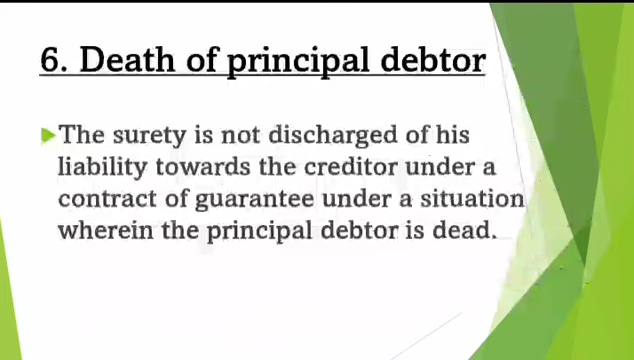 6. Death of principal debtor
The surety is not discharged of his
liability towards the creditor under a
contract of guarantee under a situation
wherein the principal debtor is dead.